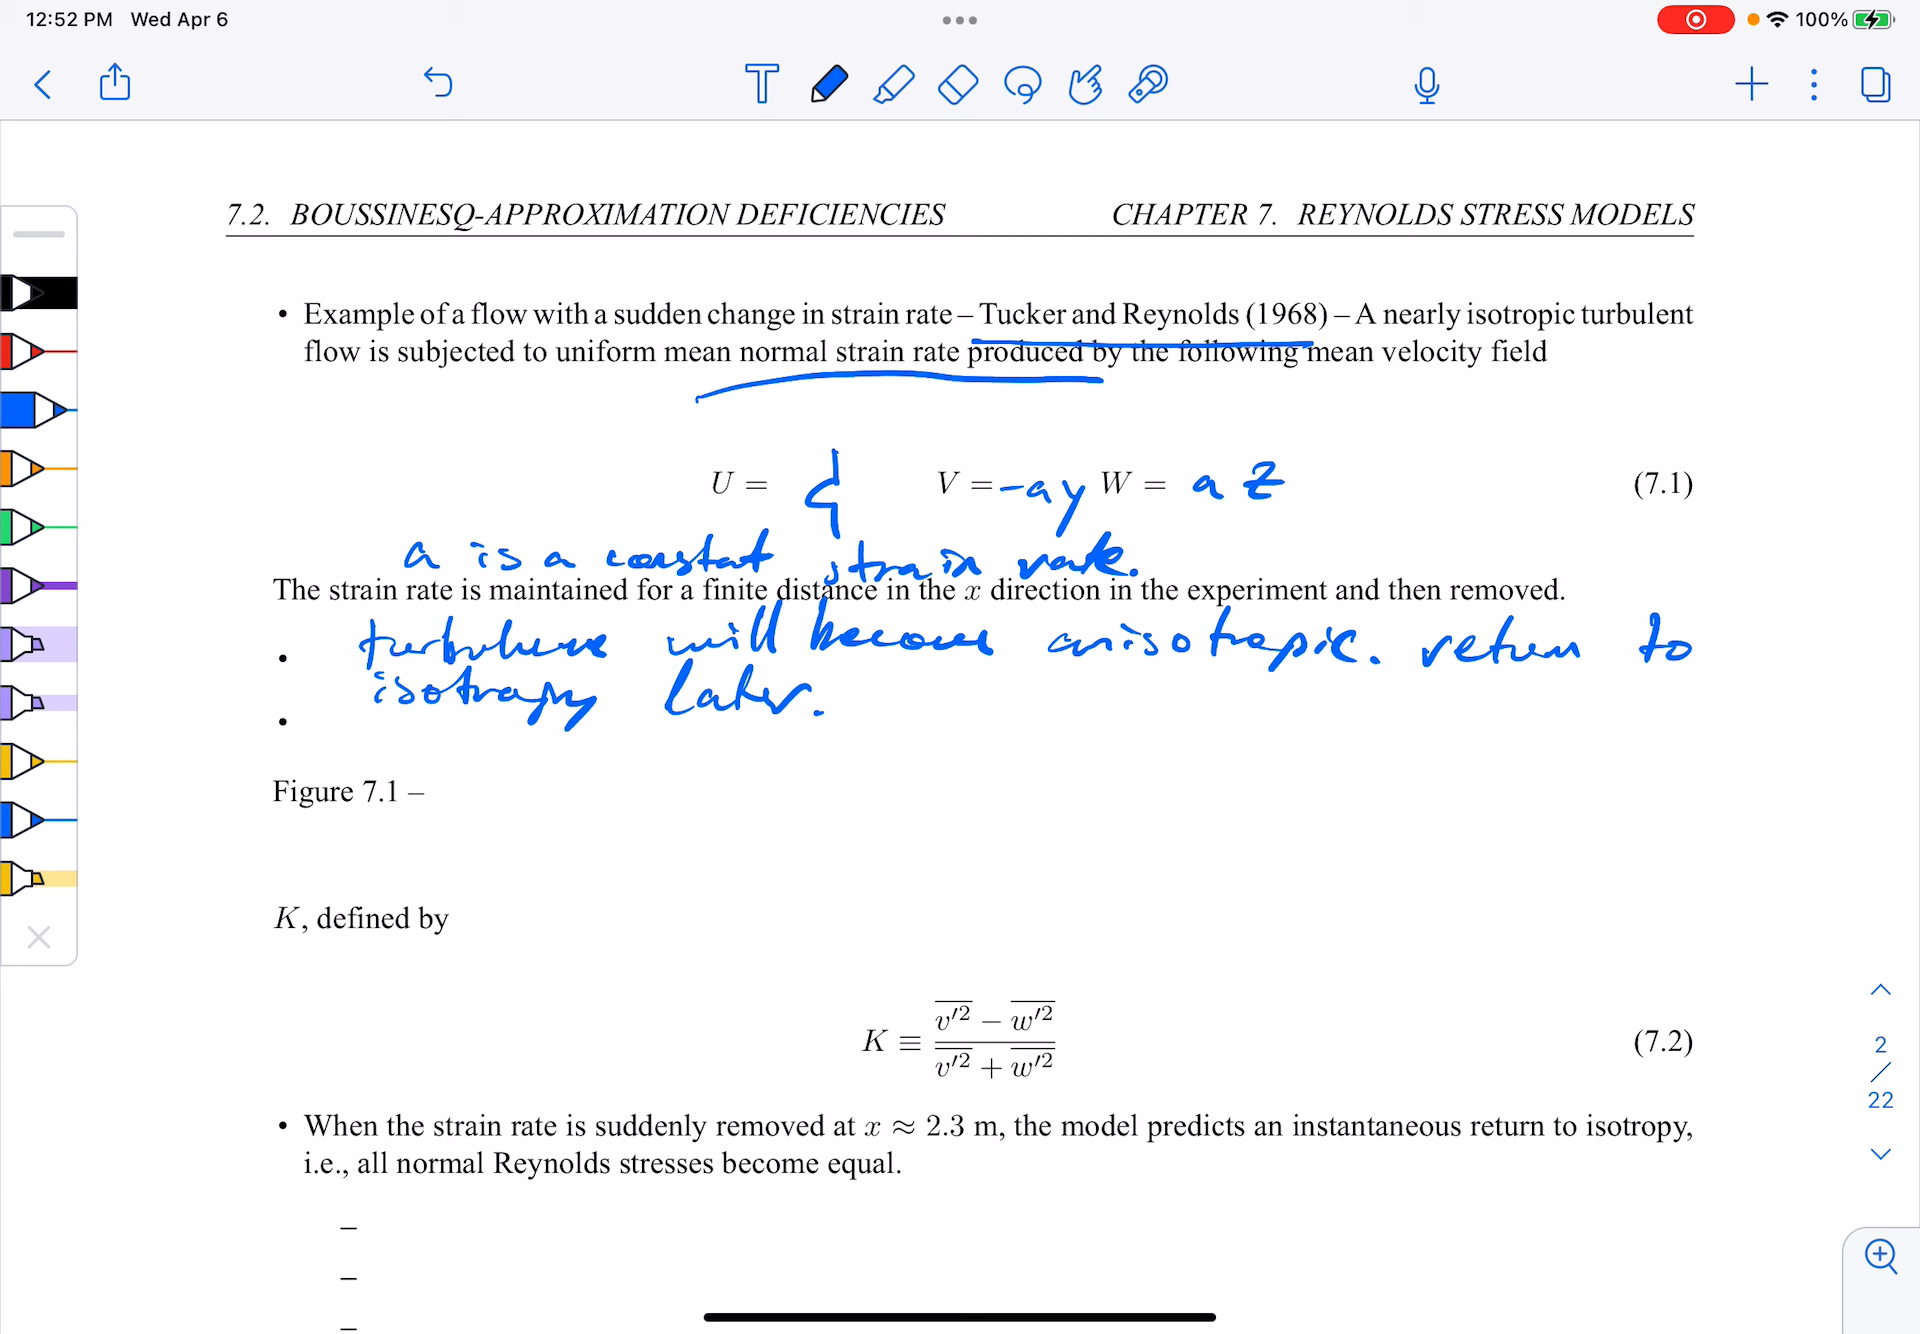 12:52 PM Wed Apr 6
100%
7.2. BOUSSINESQ-APPROXIMATION DEFICIENCIES CHAPTER 7. REYNOLDS STRESS MODELS
• Example of a flow with a sudden change in strain rate – Tucker and Reynolds (1968) – A nearly isotropic turbulent
flow is subjected to uniform mean normal strain rate produced by the following mean velocity field
U = V = -ay W = az (7.1)
a is a constat strain rate.
The strain rate is maintained for a finite distance in the x direction in the experiment and then removed.
• turbulence will become anisotropic. return to
isotropy later.
•
Figure 7.1 –
K, defined by
K ≡ (v′² − w′²) / (v′² + w′²) (7.2)
• When the strain rate is suddenly removed at x ≈ 2.3 m, the model predicts an instantaneous return to isotropy,
i.e., all normal Reynolds stresses become equal.
–
–
–
2
/
22